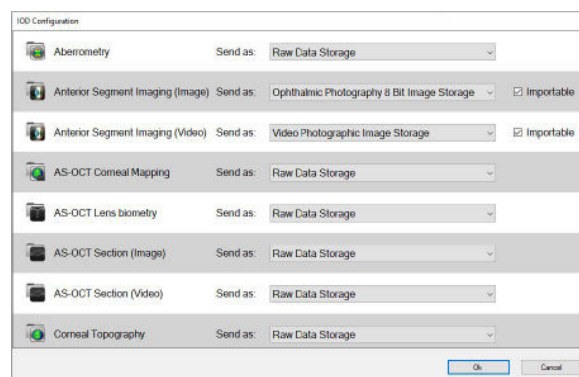 IOD Configuration
Aberrometry Send as: Raw Data Storage
Anterior Segment Imaging (Image) Send as: Ophthalmic Photography 8 Bit Image Storage Importable
Anterior Segment Imaging (Video) Send as: Video Photographic Image Storage Importable
AS-OCT Corneal Mapping Send as: Raw Data Storage
AS-OCT Lens biometry Send as: Raw Data Storage
AS-OCT Section (Image) Send as: Raw Data Storage
AS-OCT Section (Video) Send as: Raw Data Storage
Corneal Topography Send as: Raw Data Storage
Ok Cancel